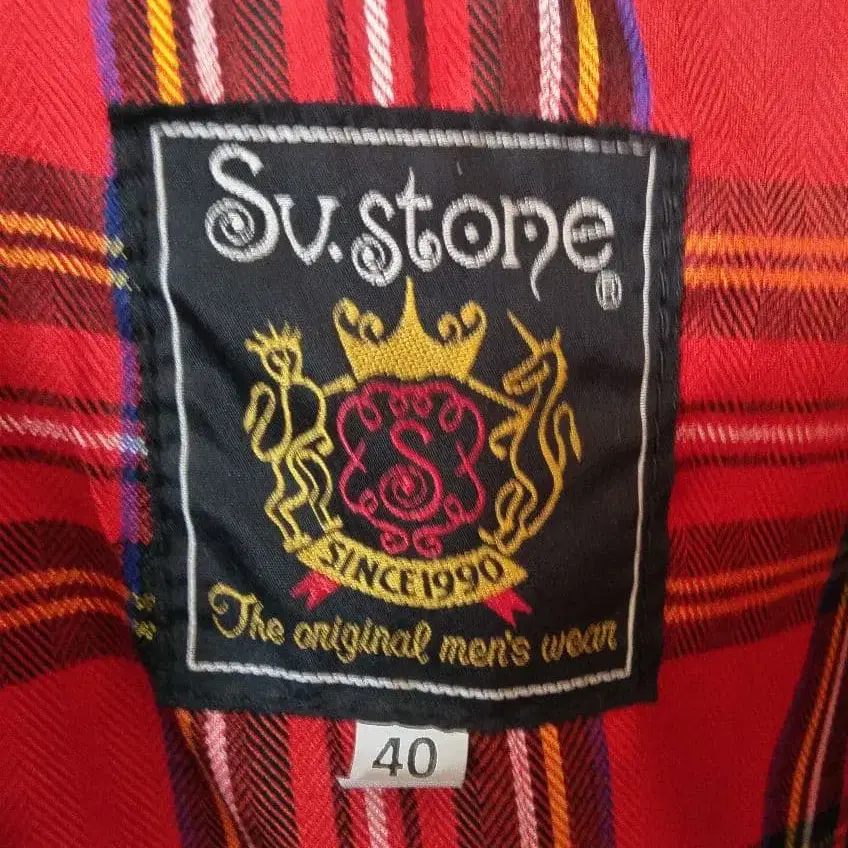 Sv.stone®
S
SINCE1990
The original men's wear
40